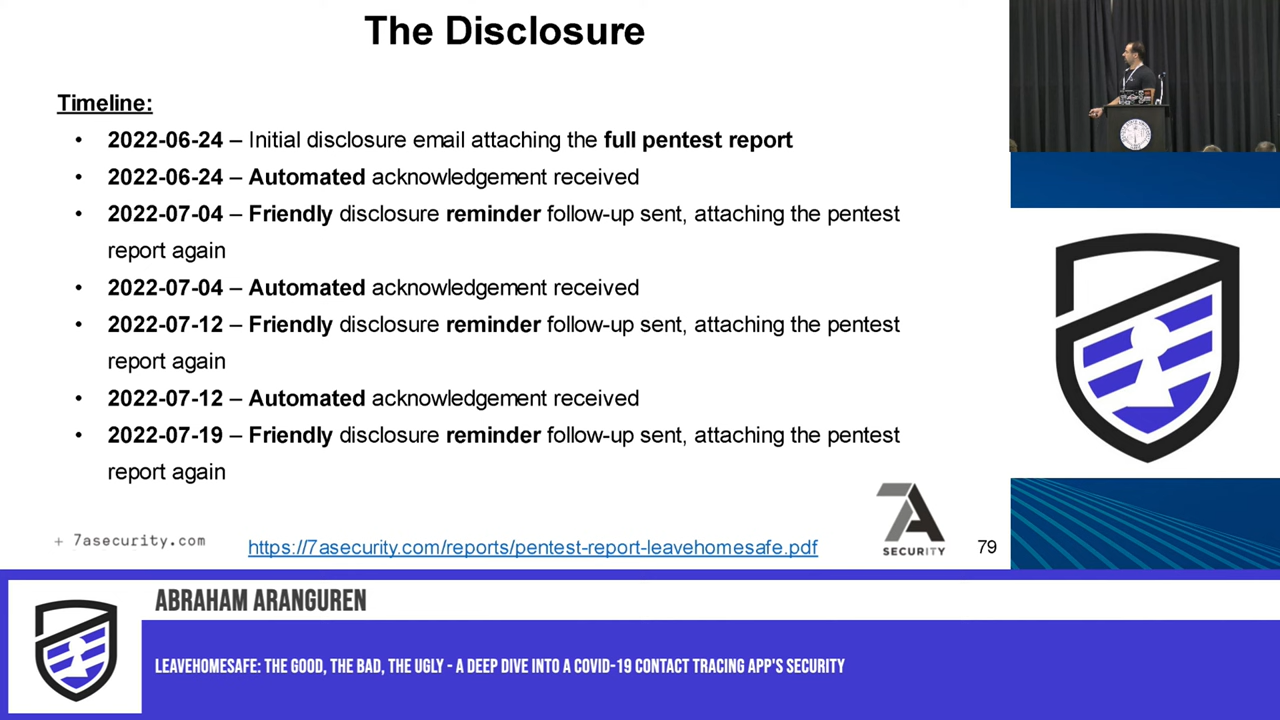 The Disclosure
Timeline:
• 2022-06-24 – Initial disclosure email attaching the full pentest report
• 2022-06-24 – Automated acknowledgement received
• 2022-07-04 – Friendly disclosure reminder follow-up sent, attaching the pentest
report again
• 2022-07-04 – Automated acknowledgement received
• 2022-07-12 – Friendly disclosure reminder follow-up sent, attaching the pentest
report again
• 2022-07-12 – Automated acknowledgement received
• 2022-07-19 – Friendly disclosure reminder follow-up sent, attaching the pentest
report again
+ 7asecurity.com
https://7asecurity.com/reports/pentest-report-leavehomesafe.pdf
7A
SECURITY
79
ABRAHAM ARANGUREN
LEAVEHOMESAFE: THE GOOD, THE BAD, THE UGLY - A DEEP DIVE INTO A COVID-19 CONTACT TRACING APP'S SECURITY